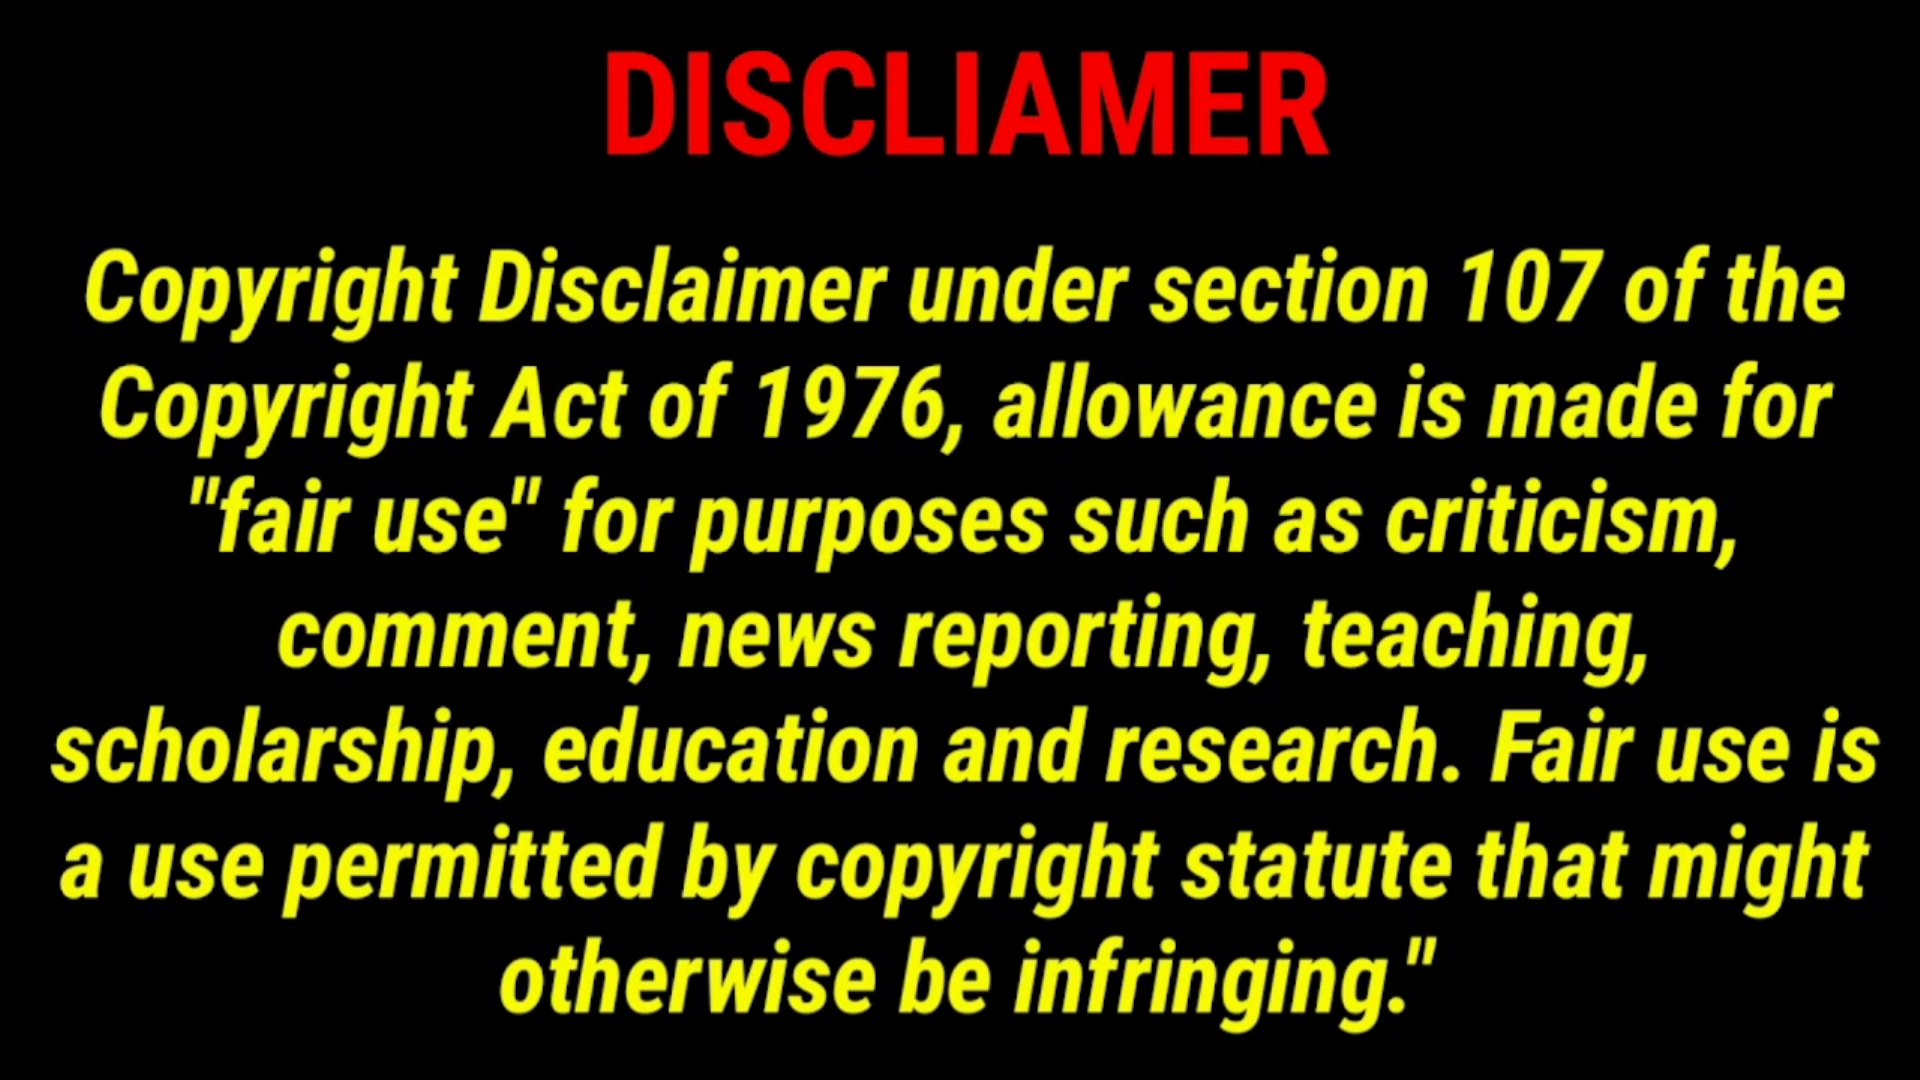 DISCLIAMER
Copyright Disclaimer under section 107 of the
Copyright Act of 1976, allowance is made for
"fair use" for purposes such as criticism,
comment, news reporting, teaching,
scholarship, education and research. Fair use is
a use permitted by copyright statute that might
otherwise be infringing."